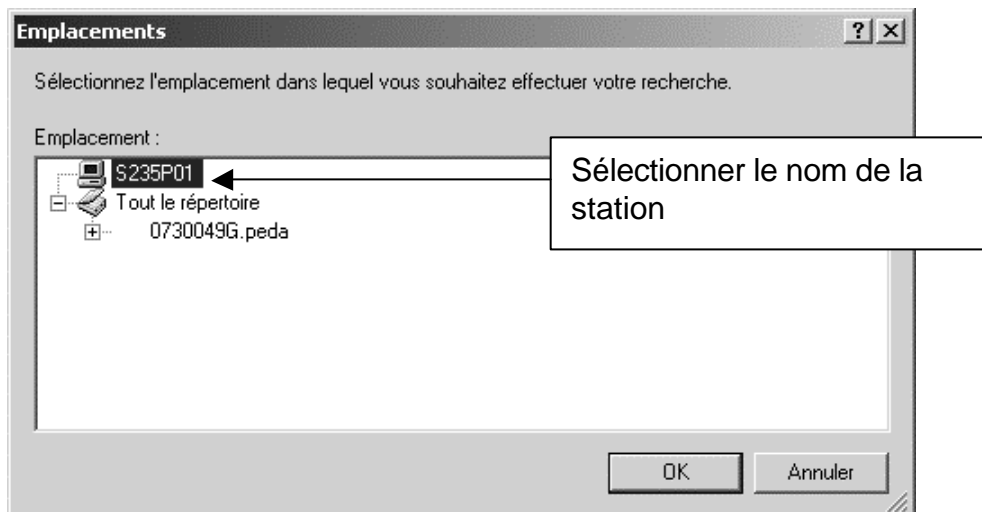 Emplacements
Sélectionnez l'emplacement dans lequel vous souhaitez effectuer votre recherche.
Emplacement :
S235P01
Sélectionner le nom de la
station
Tout le répertoire
0730049G.peda
OK
Annuler